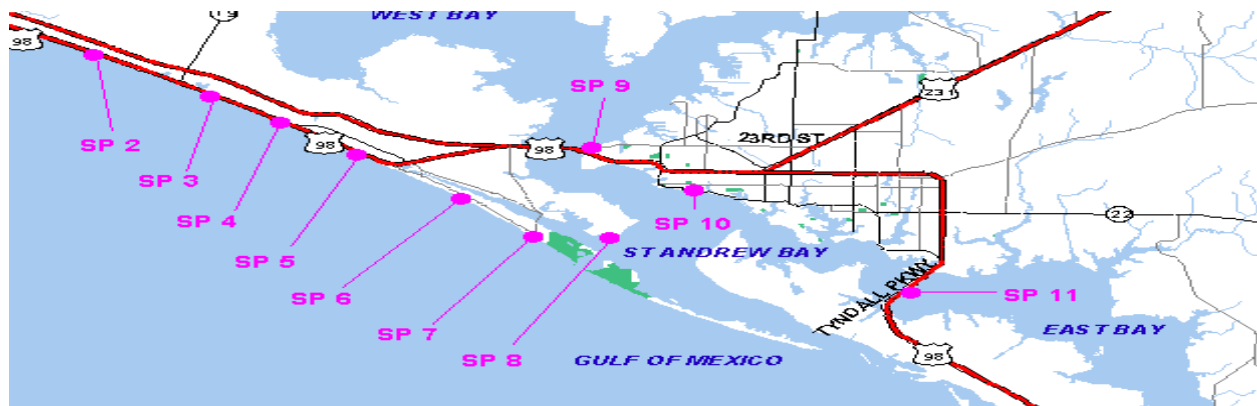 WEST BAY
19
98
SP 9
231
SP 2
23RD ST
98
98
SP 3
SP 4
SP 10
22
SP 5
ST ANDREW BAY
SP 6
TYNDALL PKWY
SP 11
SP 7
EAST BAY
SP 8
GULF OF MEXICO
98